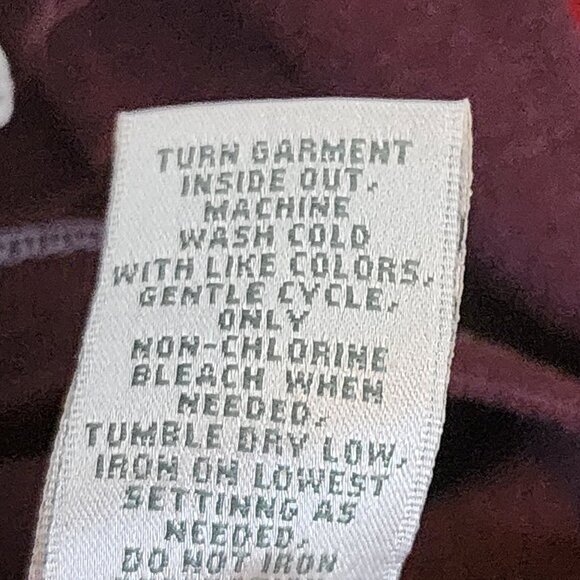 TURN GARMENT
INSIDE OUT.
MACHINE
WASH COLD
WITH LIKE COLORS.
GENTLE CYCLE.
ONLY
NON-CHLORINE
BLEACH WHEN
NEEDED.
TUMBLE DRY LOW.
IRON ON LOWEST
SETTINNG AS
NEEDED.
DO NOT IRON